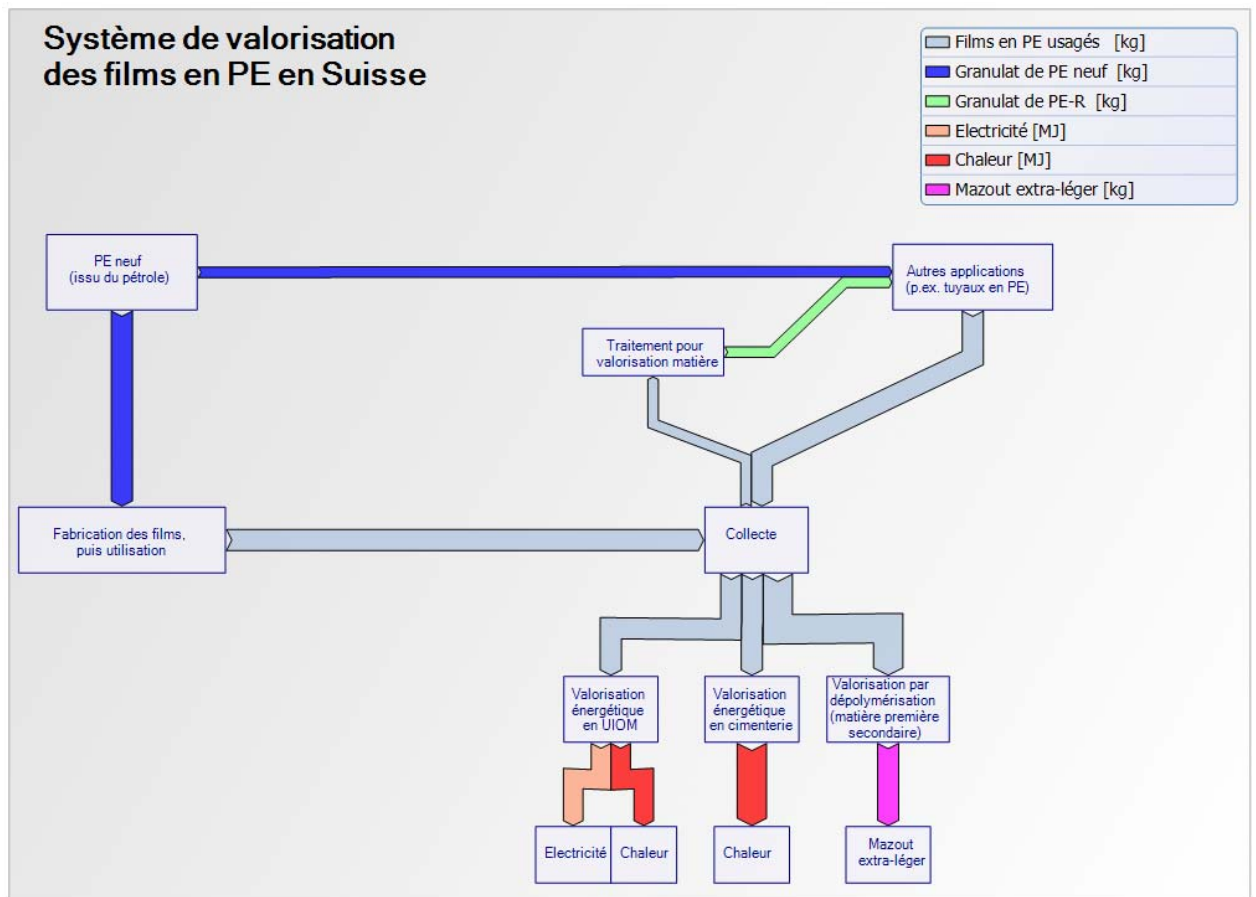 Système de valorisation
des films en PE en Suisse
Films en PE usagés [kg]
Granulat de PE neuf [kg]
Granulat de PE-R [kg]
Electricité [MJ]
Chaleur [MJ]
Mazout extra-léger [kg]
PE neuf
(issu du pétrole)
Autres applications
(p.ex. tuyaux en PE)
Traitement pour
valorisation matière
Fabrication des films,
puis utilisation
Collecte
Valorisation
énergétique
en UIOM
Valorisation
énergétique
en cimenterie
Valorisation par
dépolymérisation
(matière première
secondaire)
Electricité
Chaleur
Chaleur
Mazout
extra-léger